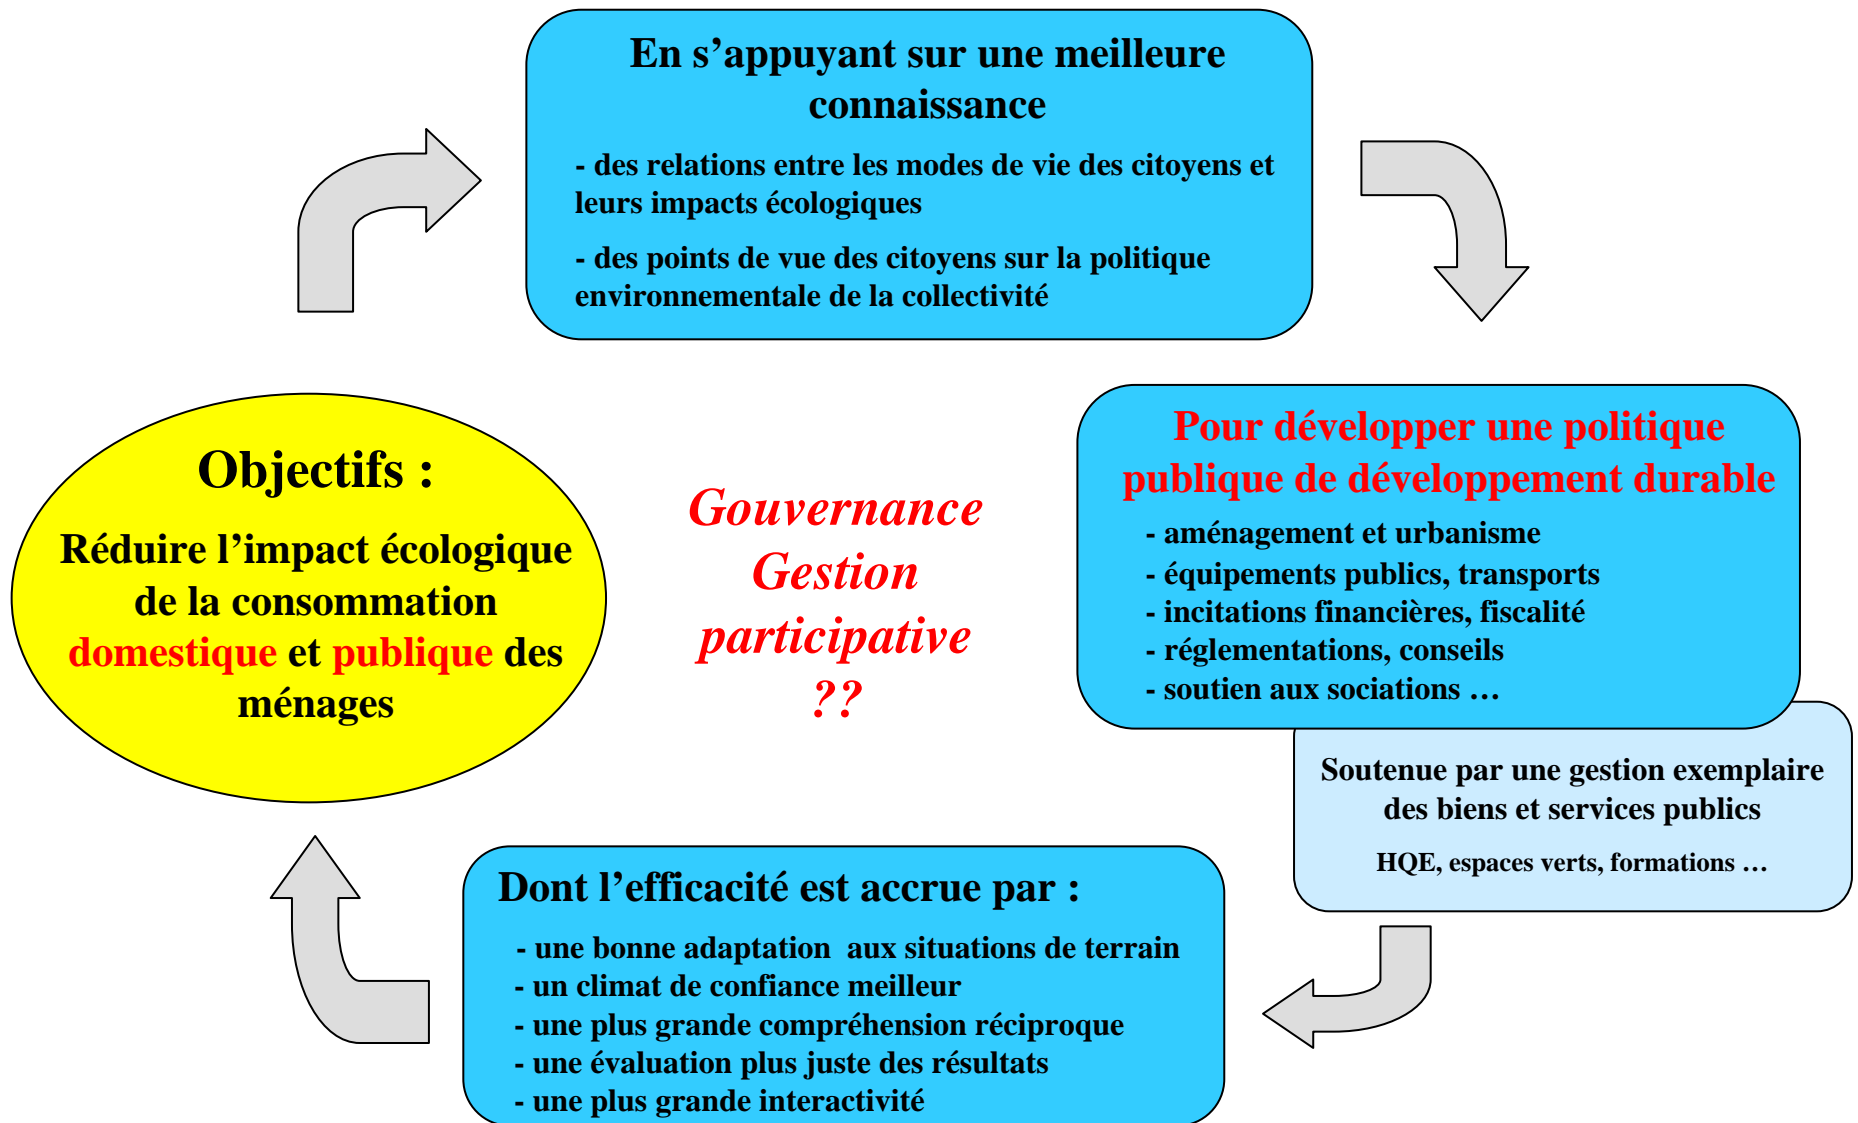 En s’appuyant sur une meilleure
connaissance
- des relations entre les modes de vie des citoyens et
leurs impacts écologiques
- des points de vue des citoyens sur la politique
environnementale de la collectivité
Objectifs :
Réduire l’impact écologique
de la consommation
domestique et publique des
ménages
Gouvernance
Gestion
participative
??
Pour développer une politique
publique de développement durable
- aménagement et urbanisme
- équipements publics, transports
- incitations financières, fiscalité
- réglementations, conseils
- soutien aux sociations …
Soutenue par une gestion exemplaire
des biens et services publics
HQE, espaces verts, formations …
Dont l’efficacité est accrue par :
- une bonne adaptation  aux situations de terrain
- un climat de confiance meilleur
- une plus grande compréhension réciproque
- une évaluation plus juste des résultats
- une plus grande interactivité